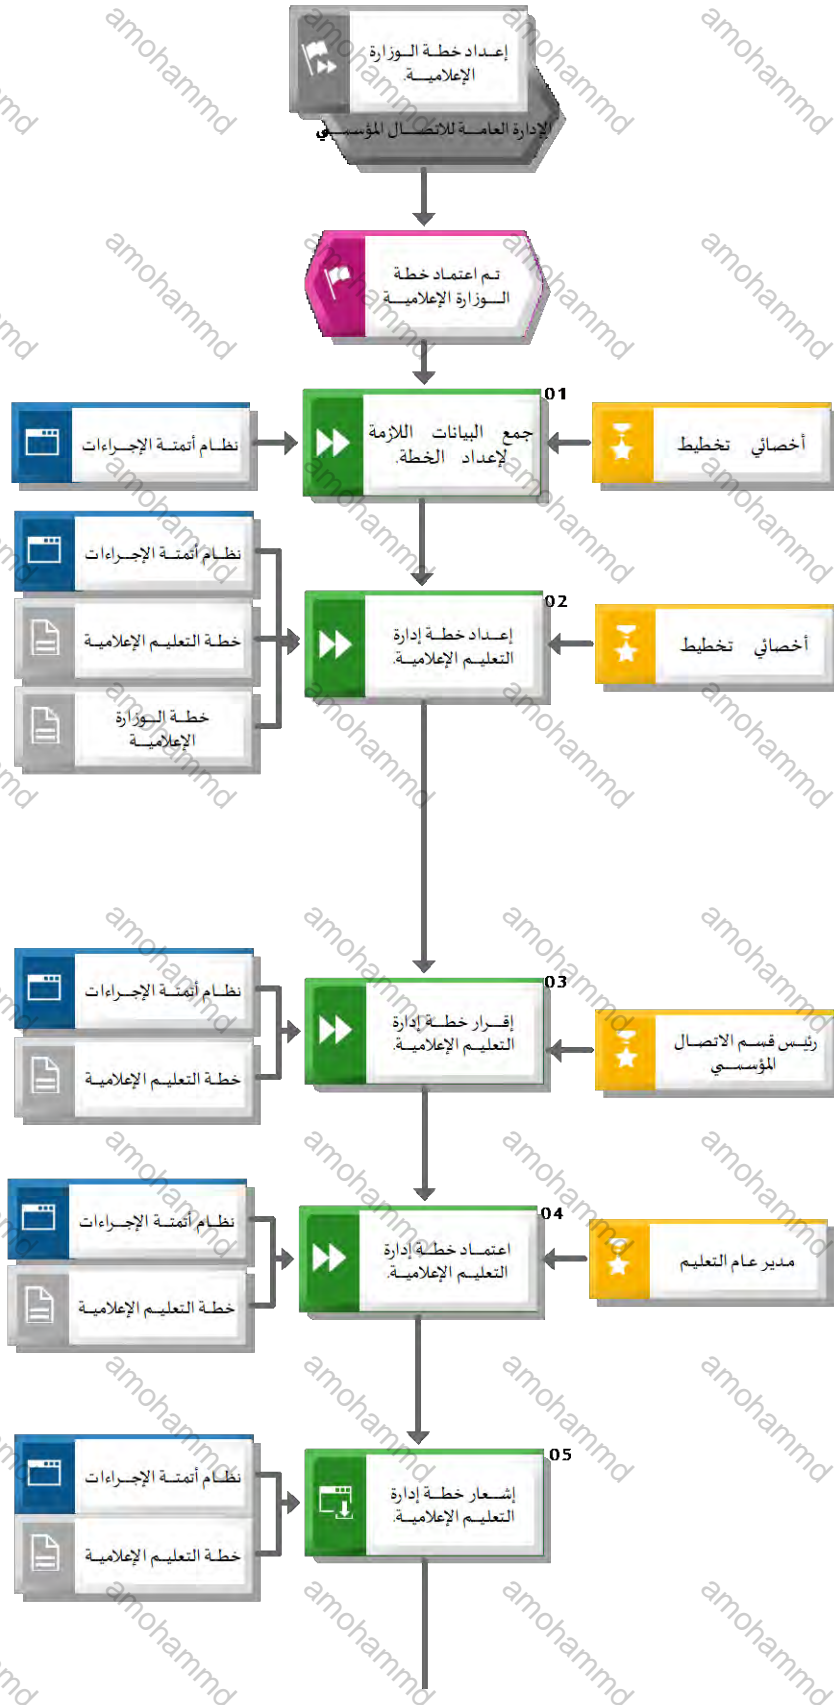 إعداد خطة الوزارة
الإعلامية.
الإدارة العامة للاتصال المؤسسي
تم اعتماد خطة
الوزارة الإعلامية
01
أخصائي تخطيط
جمع البيانات اللازمة
لإعداد الخطة.
نظام أتمتة الإجراءات
02
أخصائي تخطيط
إعداد خطة إدارة
التعليم الإعلامية.
نظام أتمتة الإجراءات
خطة التعليم الإعلامية
خطة الوزارة
الإعلامية
03
رئيس قسم الاتصال
المؤسسي
إقرار خطة إدارة
التعليم الإعلامية.
نظام أتمتة الإجراءات
خطة التعليم الإعلامية
04
مدير عام التعليم
اعتماد خطة إدارة
التعليم الإعلامية.
نظام أتمتة الإجراءات
خطة التعليم الإعلامية
05
إشعار خطة إدارة
التعليم الإعلامية.
نظام أتمتة الإجراءات
خطة التعليم الإعلامية
amohammd